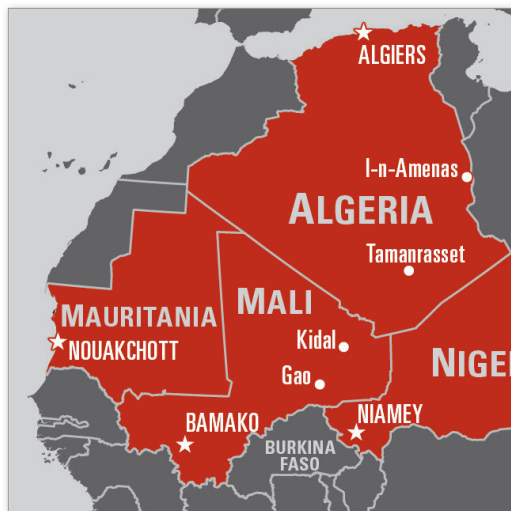 ALGIERS
I-n-Amenas
ALGERIA
Tamanrasset
MALI
MAURITANIA
Kidal
NOUAKCHOTT
NIGE
Gao
BAMAKO
NIAMEY
BURKINA
FASO